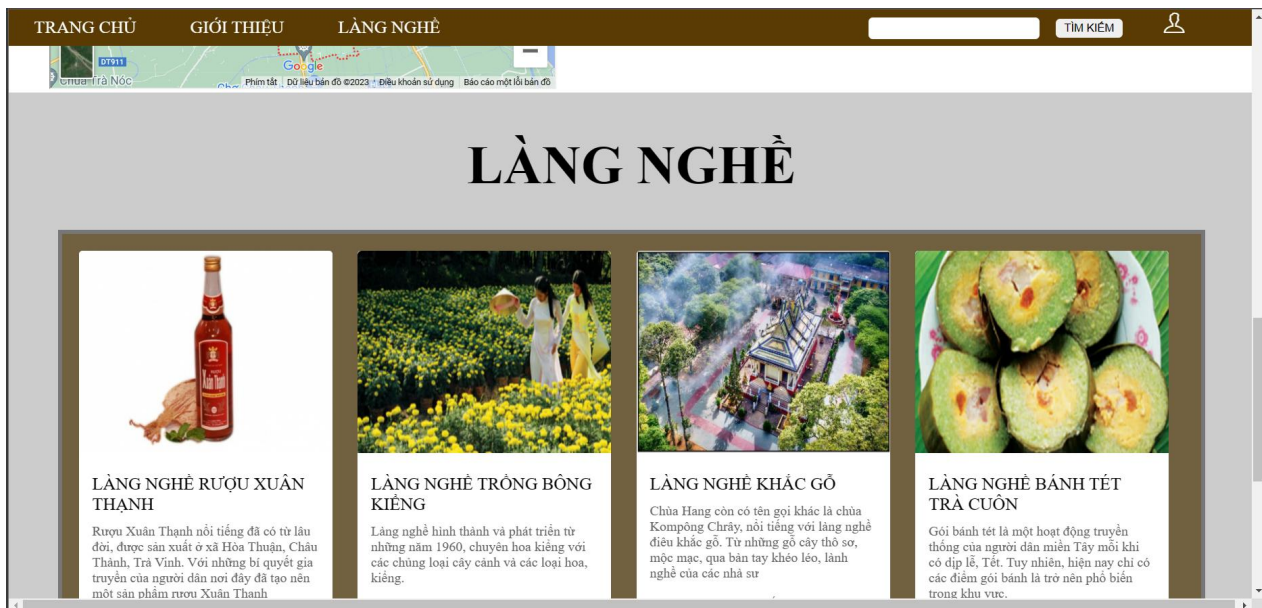 TRANG CHỦ
GIỚI THIỆU
LÀNG NGHỀ
TÌM KIẾM
DT911
Google
Phím tắt
Dữ liệu bản đồ ©2023
Điều khoản sử dụng
Báo cáo một lỗi bản đồ
LÀNG NGHỀ
Xuân Thạnh
LÀNG NGHỀ RƯỢU XUÂN
THẠNH
Rượu Xuân Thạnh nổi tiếng đã có từ lâu
đời, được sản xuất ở xã Hòa Thuận, Châu
Thành, Trà Vinh. Với những bí quyết gia
truyền của người dân nơi đây đã tạo nên
một sản phẩm rượu Xuân Thanh
LÀNG NGHỀ TRỒNG BÔNG
KIỂNG
Làng nghề hình thành và phát triển từ
những năm 1960, chuyên hoa kiểng với
các chủng loại cây cảnh và các loại hoa,
kiểng.
LÀNG NGHỀ KHẮC GỖ
Chùa Hang còn có tên gọi khác là chùa
Kompông Chrây, nổi tiếng với làng nghề
điêu khắc gỗ. Từ những gỗ cây thô sơ,
mộc mạc, qua bàn tay khéo léo, lành
nghề của các nhà sư
LÀNG NGHỀ BÁNH TÉT
TRÀ CUÔN
Gói bánh tét là một hoạt động truyền
thống của người dân miền Tây mỗi khi
có dịp lễ, Tết. Tuy nhiên, hiện nay chỉ có
các điểm gói bánh là trở nên phổ biến
trong khu vực.